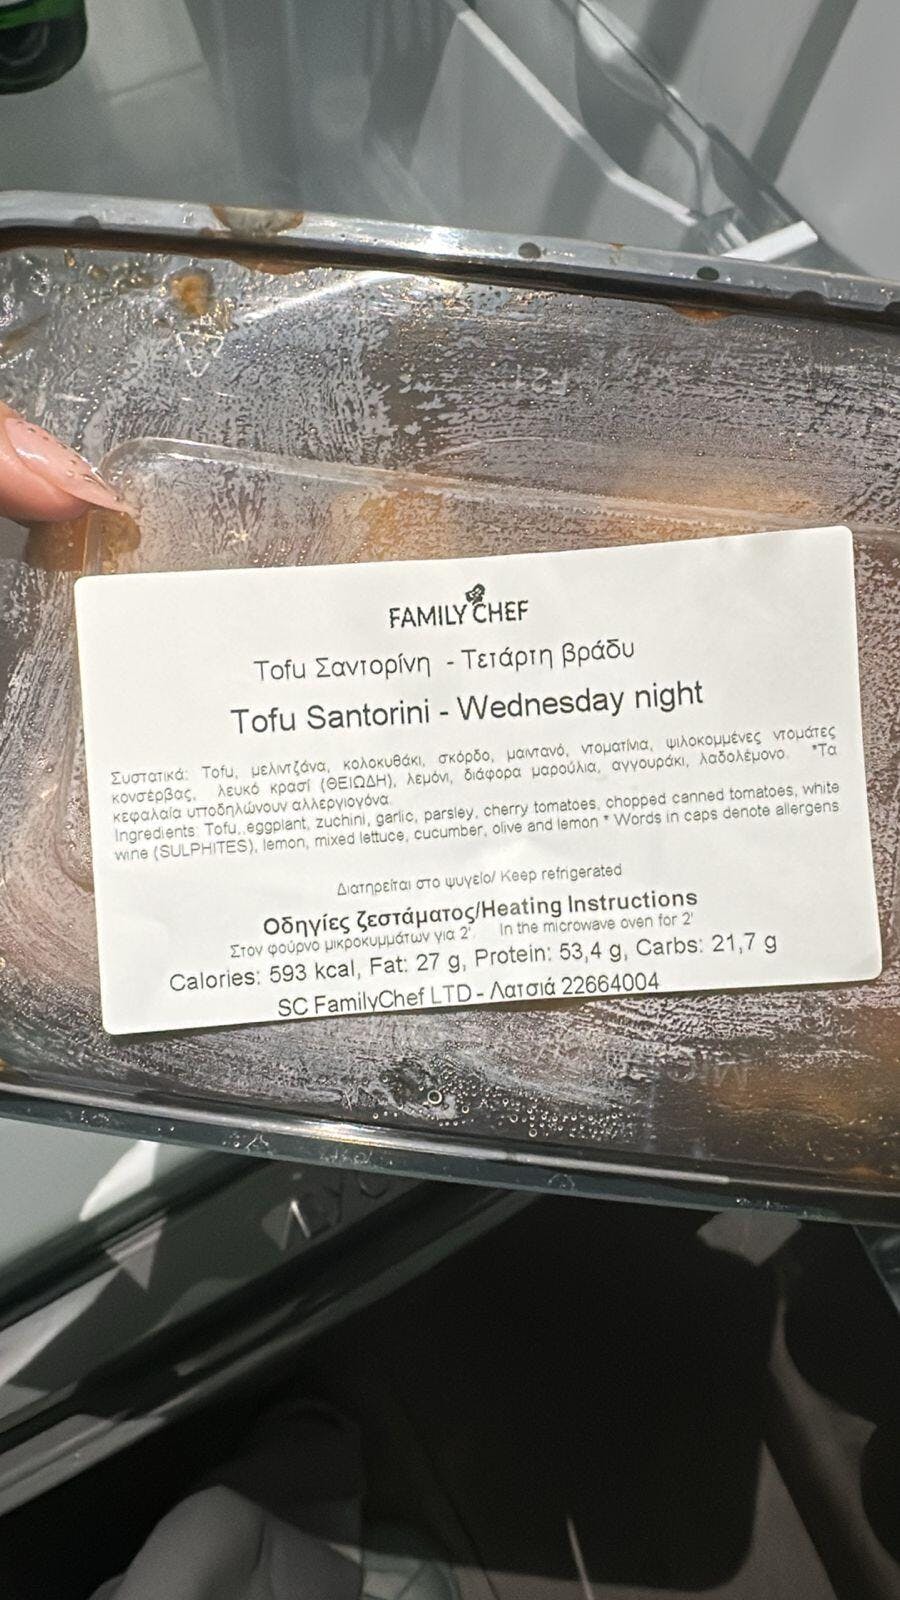 FAMILY CHEF
Tofu Σαντορίνη - Τετάρτη βράδυ
Tofu Santorini - Wednesday night
Συστατικά: Tofu, μελιντζάνα, κολοκυθάκι, σκόρδο, μαιντανό, ντοματίνια, ψιλοκομμένες ντομάτες
κονσέρβας, λευκό κρασί (ΘΕΙΩΔΗ), λεμόνι, διάφορα μαρούλια, αγγουράκι, λαδολέμονο. *Τα
κεφαλαία υποδηλώνουν αλλεργιογόνα.
Ingredients: Tofu,.eggplant, zuchini, garlic, parsley, cherry tomatoes, chopped canned tomatoes, white
wine (SULPHITES), lemon, mixed lettuce, cucumber, olive and lemon * Words in caps denote allergens
Διατηρείται στο ψυγείο/ Keep refrigerated
Οδηγίες ζεστάματος/Heating Instructions
Στον φούρνο μικροκυμμάτων για 2' In the microwave oven for 2'
Calories: 593 kcal, Fat: 27 g, Protein: 53,4 g, Carbs: 21,7 g
SC FamilyChef LTD - Λατσιά 22664004